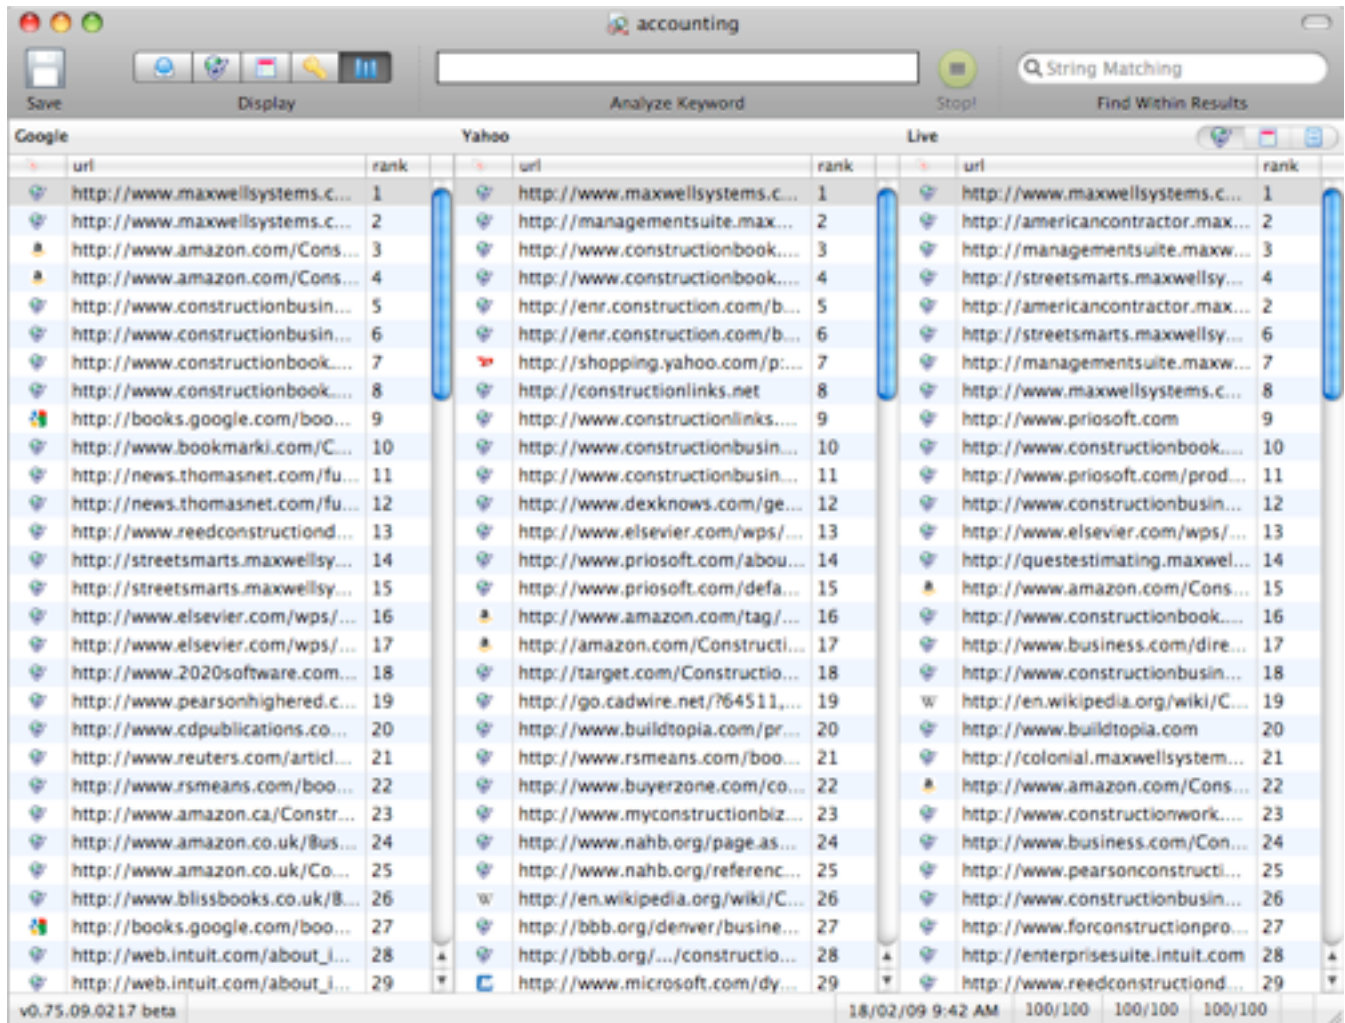 accounting
Save Display Analyze Keyword Stop! String Matching Find Within Results
Google Yahoo Live
url rank url rank url rank
http://www.maxwellsystems.c... 1 http://www.maxwellsystems.c... 1 http://www.maxwellsystems.c... 1
http://www.maxwellsystems.c... 2 http://managementsuite.max... 2 http://americancontractor.max... 2
http://www.amazon.com/Cons... 3 http://www.constructionbook.... 3 http://managementsuite.maxw... 3
http://www.amazon.com/Cons... 4 http://www.constructionbook.... 4 http://streetsmarts.maxwellsy... 4
http://www.constructionbusin... 5 http://enr.construction.com/b... 5 http://americancontractor.max... 2
http://www.constructionbusin... 6 http://enr.construction.com/b... 6 http://streetsmarts.maxwellsy... 6
http://www.constructionbook.... 7 http://shopping.yahoo.com/p:... 7 http://managementsuite.maxw... 7
http://www.constructionbook.... 8 http://constructionlinks.net 8 http://www.maxwellsystems.c... 8
http://books.google.com/boo... 9 http://www.constructionlinks.... 9 http://www.priosoft.com 9
http://www.bookmarki.com/C... 10 http://www.constructionbusin... 10 http://www.constructionbook.... 10
http://news.thomasnet.com/fu... 11 http://www.constructionbusin... 11 http://www.priosoft.com/prod... 11
http://news.thomasnet.com/fu... 12 http://www.dexknows.com/ge... 12 http://www.constructionbusin... 12
http://www.reedconstructiond... 13 http://www.elsevier.com/wps/... 13 http://www.elsevier.com/wps/... 13
http://streetsmarts.maxwellsy... 14 http://www.priosoft.com/abou... 14 http://questestimating.maxwel... 14
http://streetsmarts.maxwellsy... 15 http://www.priosoft.com/defa... 15 http://www.amazon.com/Cons... 15
http://www.elsevier.com/wps/... 16 http://www.amazon.com/tag/... 16 http://www.constructionbook.... 16
http://www.elsevier.com/wps/... 17 http://amazon.com/Constructi... 17 http://www.business.com/dire... 17
http://www.2020software.com... 18 http://target.com/Constructio... 18 http://www.constructionbusin... 18
http://www.pearsonhighered.c... 19 http://go.cadwire.net/?64511,... 19 http://en.wikipedia.org/wiki/C... 19
http://www.cdpublications.co... 20 http://www.buildtopia.com/pr... 20 http://www.buildtopia.com 20
http://www.reuters.com/articl... 21 http://www.rsmeans.com/boo... 21 http://colonial.maxwellsystem... 21
http://www.rsmeans.com/boo... 22 http://www.buyerzone.com/co... 22 http://www.amazon.com/Cons... 22
http://www.amazon.ca/Constr... 23 http://www.myconstructionbiz... 23 http://www.constructionwork.... 23
http://www.amazon.co.uk/Bus... 24 http://www.nahb.org/page.as... 24 http://www.business.com/Con... 24
http://www.amazon.co.uk/Co... 25 http://www.nahb.org/referenc... 25 http://www.pearsonconstructi... 25
http://www.blissbooks.co.uk/B... 26 http://en.wikipedia.org/wiki/C... 26 http://www.constructionbusin... 26
http://books.google.com/boo... 27 http://bbb.org/denver/busine... 27 http://www.forconstructionpro... 27
http://web.intuit.com/about_i... 28 http://bbb.org/.../constructio... 28 http://enterprisesuite.intuit.com 28
http://web.intuit.com/about_i... 29 http://www.microsoft.com/dy... 29 http://www.reedconstructiond... 29
v0.75.09.0217 beta 18/02/09 9:42 AM 100/100 100/100 100/100